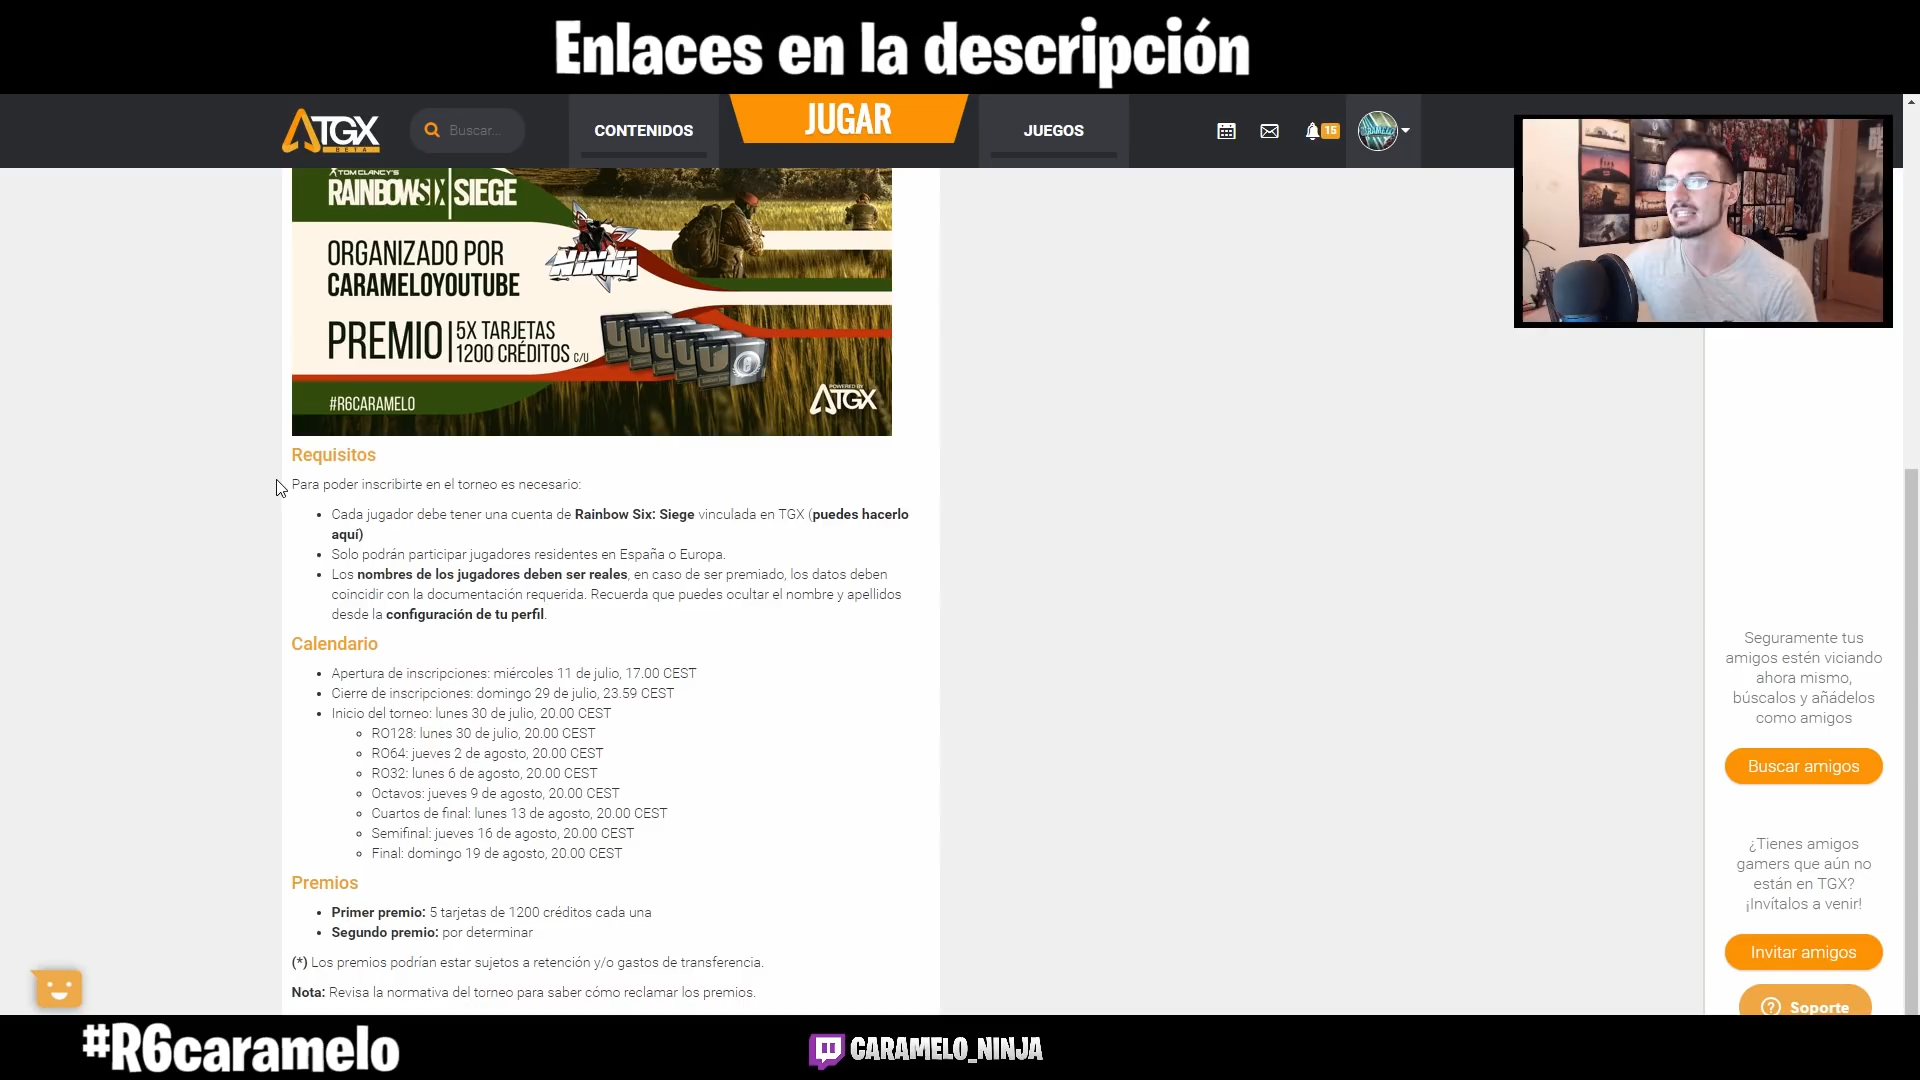 Enlaces en la descripción
ATGX
BETA
Buscar...
CONTENIDOS
JUGAR
JUEGOS
15
TOM CLANCY'S
RAINBOWSIX|SIEGE
ORGANIZADO POR
CARAMELOYOUTUBE
NINJA
PREMIO
5X TARJETAS
1200 CRÉDITOS C/U
#R6CARAMELO
POWERED BY
ATGX
Requisitos
Para poder inscribirte en el torneo es necesario:
Cada jugador debe tener una cuenta de Rainbow Six: Siege vinculada en TGX (puedes hacerlo
aquí)
Solo podrán participar jugadores residentes en España o Europa.
Los nombres de los jugadores deben ser reales, en caso de ser premiado, los datos deben
coincidir con la documentación requerida. Recuerda que puedes ocultar el nombre y apellidos
desde la configuración de tu perfil.
Calendario
Apertura de inscripciones: miércoles 11 de julio, 17.00 CEST
Cierre de inscripciones: domingo 29 de julio, 23.59 CEST
Inicio del torneo: lunes 30 de julio, 20.00 CEST
RO128: lunes 30 de julio, 20.00 CEST
RO64: jueves 2 de agosto, 20.00 CEST
RO32: lunes 6 de agosto, 20.00 CEST
Octavos: jueves 9 de agosto, 20.00 CEST
Cuartos de final: lunes 13 de agosto, 20.00 CEST
Semifinal: jueves 16 de agosto, 20.00 CEST
Final: domingo 19 de agosto, 20.00 CEST
Premios
Primer premio: 5 tarjetas de 1200 créditos cada una
Segundo premio: por determinar
(*) Los premios podrían estar sujetos a retención y/o gastos de transferencia.
Nota: Revisa la normativa del torneo para saber cómo reclamar los premios.
Seguramente tus
amigos estén viciando
ahora mismo,
búscalos y añádelos
como amigos
Buscar amigos
¿Tienes amigos
gamers que aún no
están en TGX?
¡Invítalos a venir!
Invitar amigos
Soporte
#R6caramelo
CARAMELO_NINJA